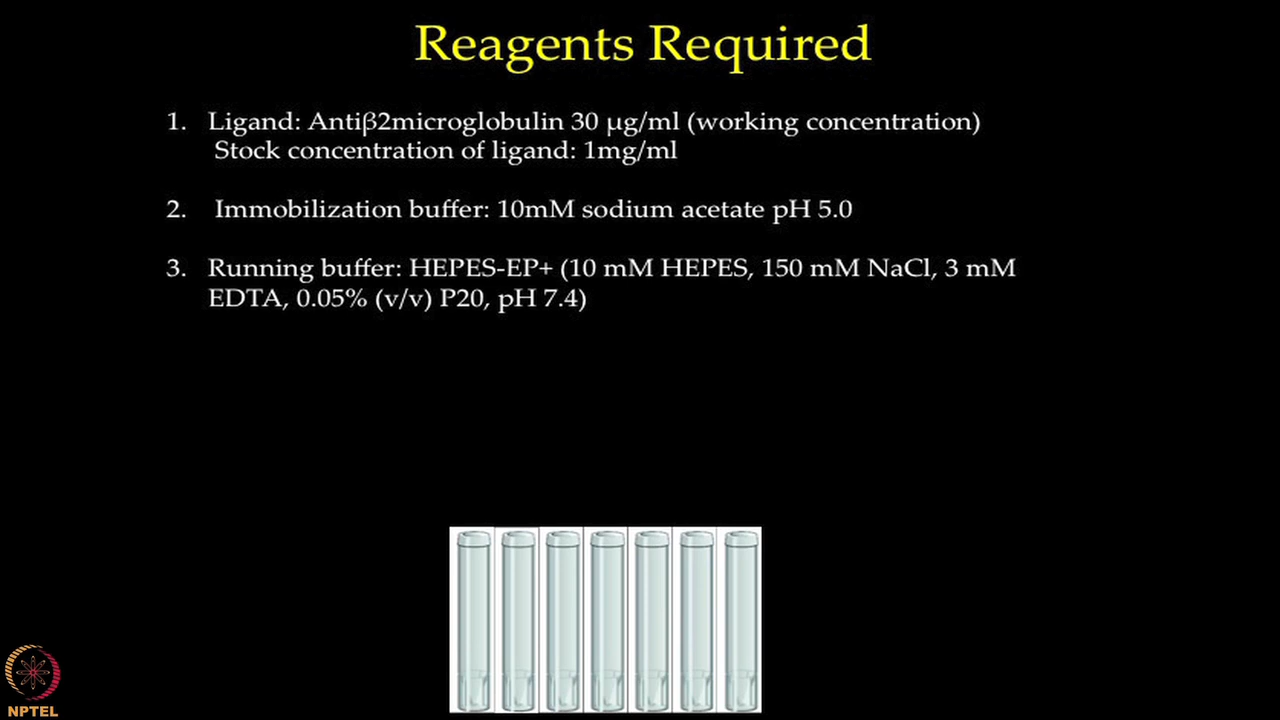 Reagents Required
1. Ligand: Antiβ2microglobulin 30 µg/ml (working concentration)
Stock concentration of ligand: 1mg/ml
2. Immobilization buffer: 10mM sodium acetate pH 5.0
3. Running buffer: HEPES-EP+ (10 mM HEPES, 150 mM NaCl, 3 mM
EDTA, 0.05% (v/v) P20, pH 7.4)
NPTEL